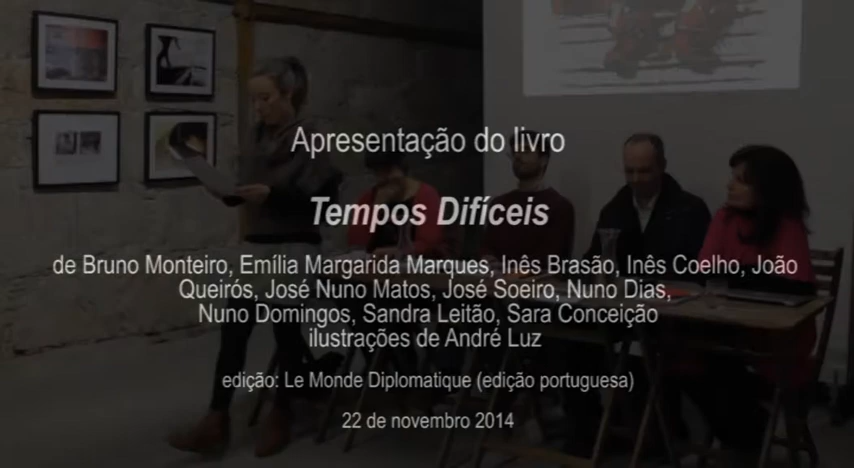 Apresentação do livro
Tempos Difíceis
de Bruno Monteiro, Emília Margarida Marques, Inês Brasão, Inês Coelho, João
Queirós, José Nuno Matos, José Soeiro, Nuno Dias,
Nuno Domingos, Sandra Leitão, Sara Conceição
ilustrações de André Luz
edição: Le Monde Diplomatique (edição portuguesa)
22 de novembro 2014